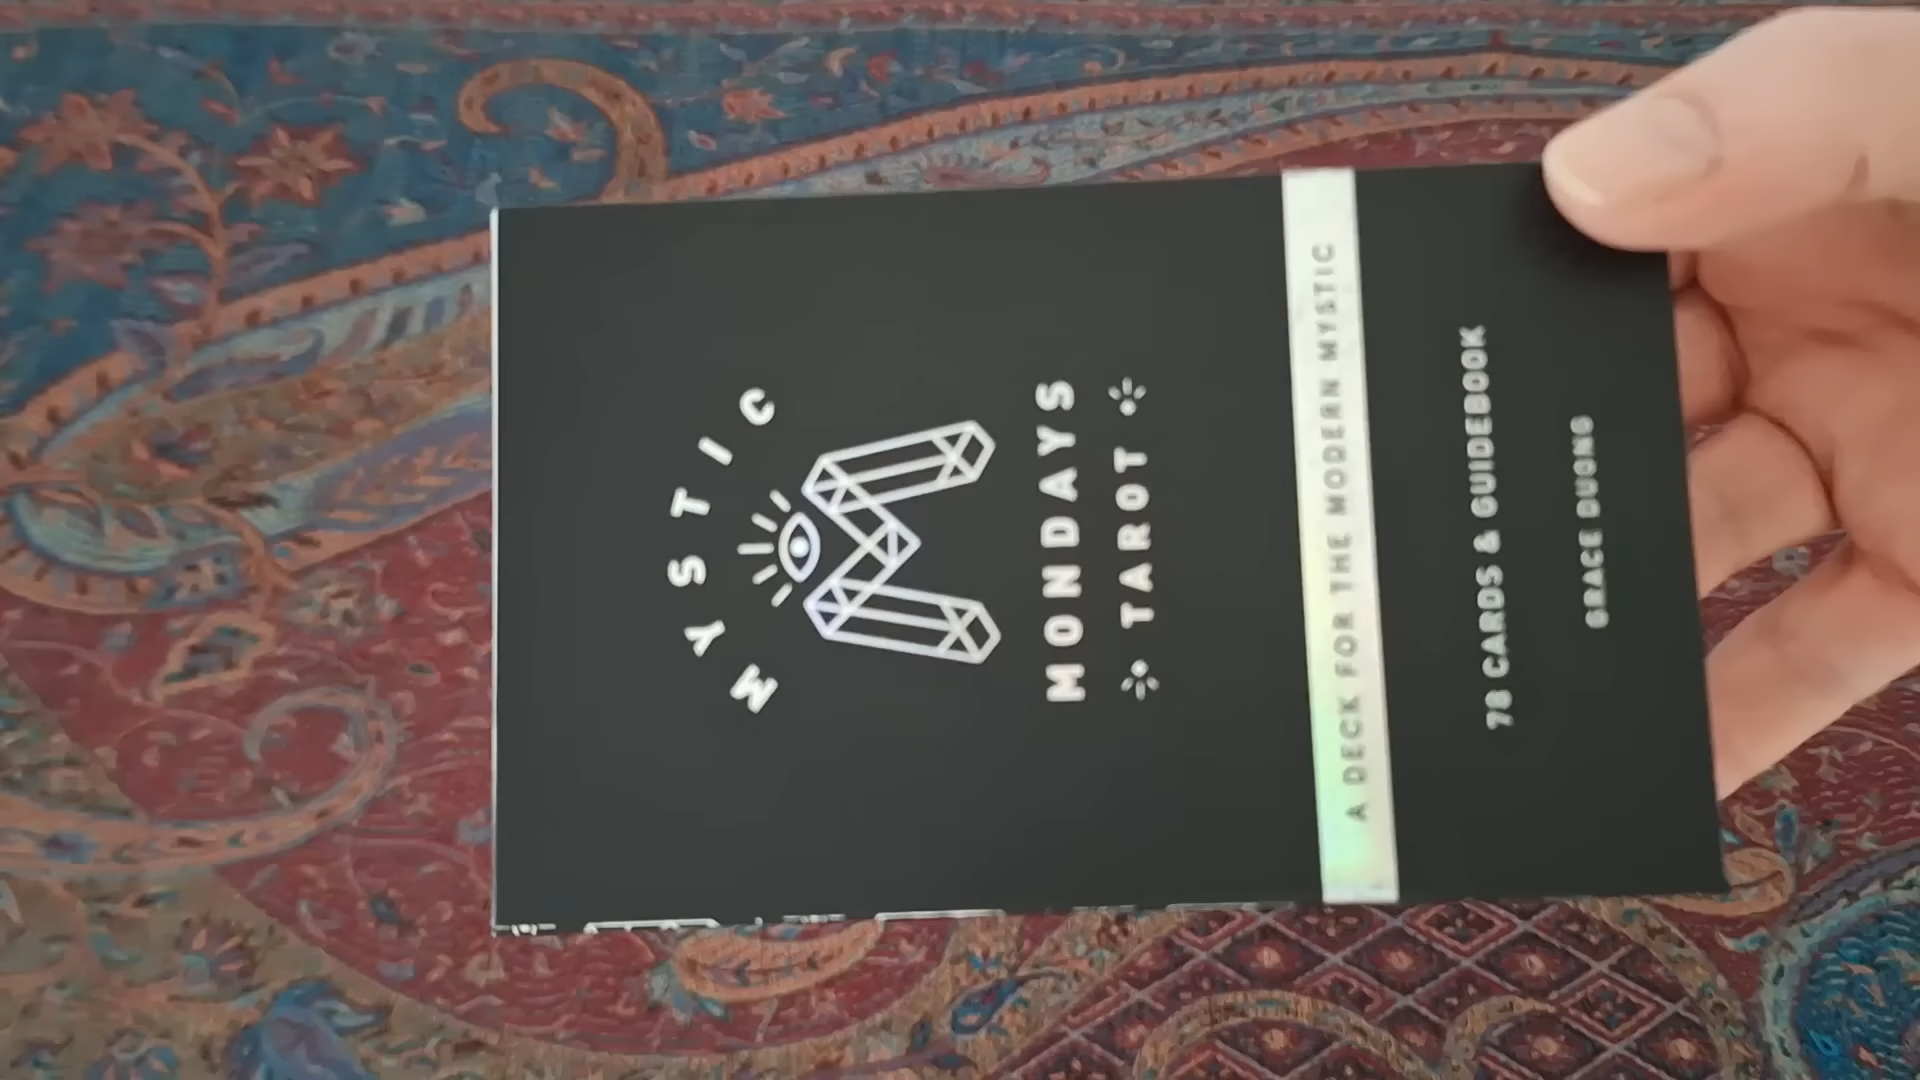 MYSTIC
MONDAYS
TAROT
A DECK FOR THE MODERN MYSTIC
78 CARDS & GUIDEBOOK
GRACE DUONG